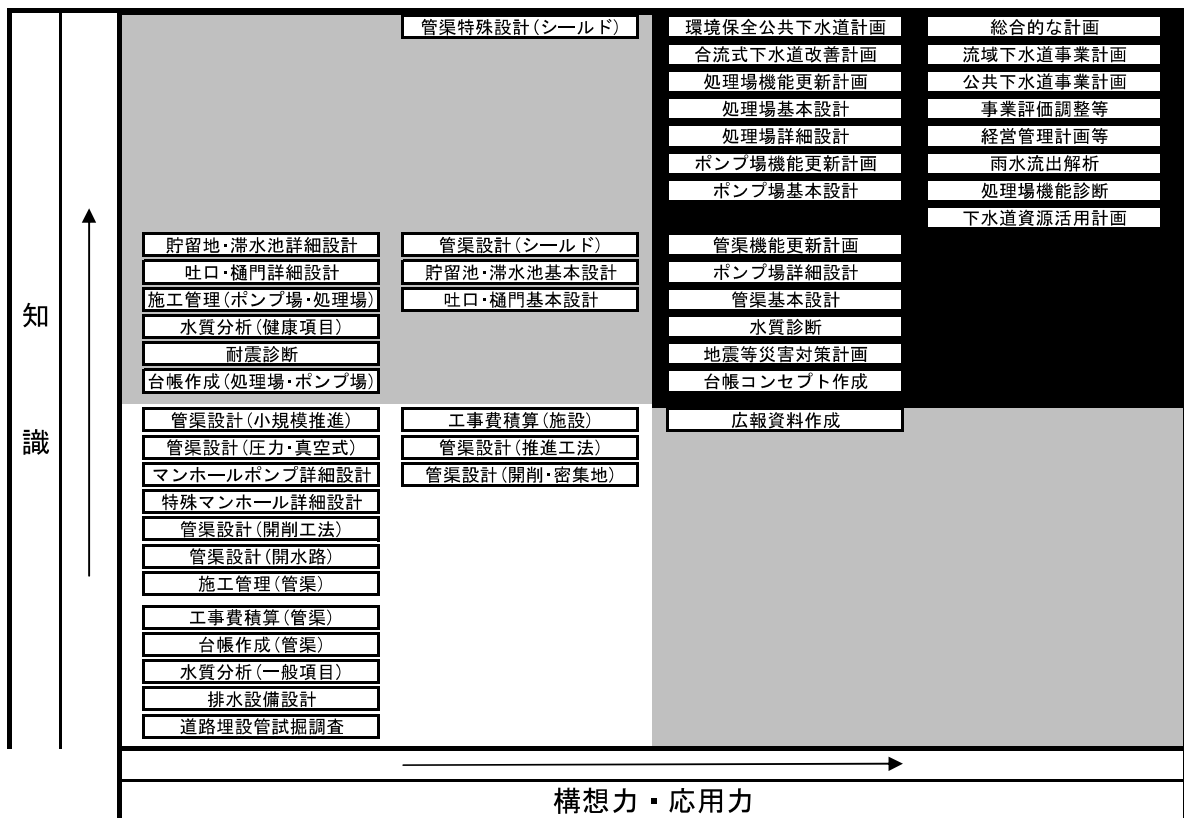 管渠特殊設計(シールド)
環境保全公共下水道計画
総合的な計画
合流式下水道改善計画
流域下水道事業計画
処理場機能更新計画
公共下水道事業計画
処理場基本設計
事業評価調整等
処理場詳細設計
経営管理計画等
ポンプ場機能更新計画
雨水流出解析
ポンプ場基本設計
処理場機能診断
下水道資源活用計画
貯留地・滞水池詳細設計
管渠設計(シールド)
管渠機能更新計画
吐口・樋門詳細設計
貯留池・滞水池基本設計
ポンプ場詳細設計
施工管理(ポンプ場・処理場)
吐口・樋門基本設計
管渠基本設計
水質分析(健康項目)
水質診断
耐震診断
地震等災害対策計画
台帳作成(処理場・ポンプ場)
台帳コンセプト作成
管渠設計(小規模推進)
工事費積算(施設)
広報資料作成
管渠設計(圧力・真空式)
管渠設計(推進工法)
マンホールポンプ詳細設計
管渠設計(開削・密集地)
特殊マンホール詳細設計
管渠設計(開削工法)
管渠設計(開水路)
施工管理(管渠)
工事費積算(管渠)
台帳作成(管渠)
水質分析(一般項目)
排水設備設計
道路埋設管試掘調査
知識
構想力・応用力